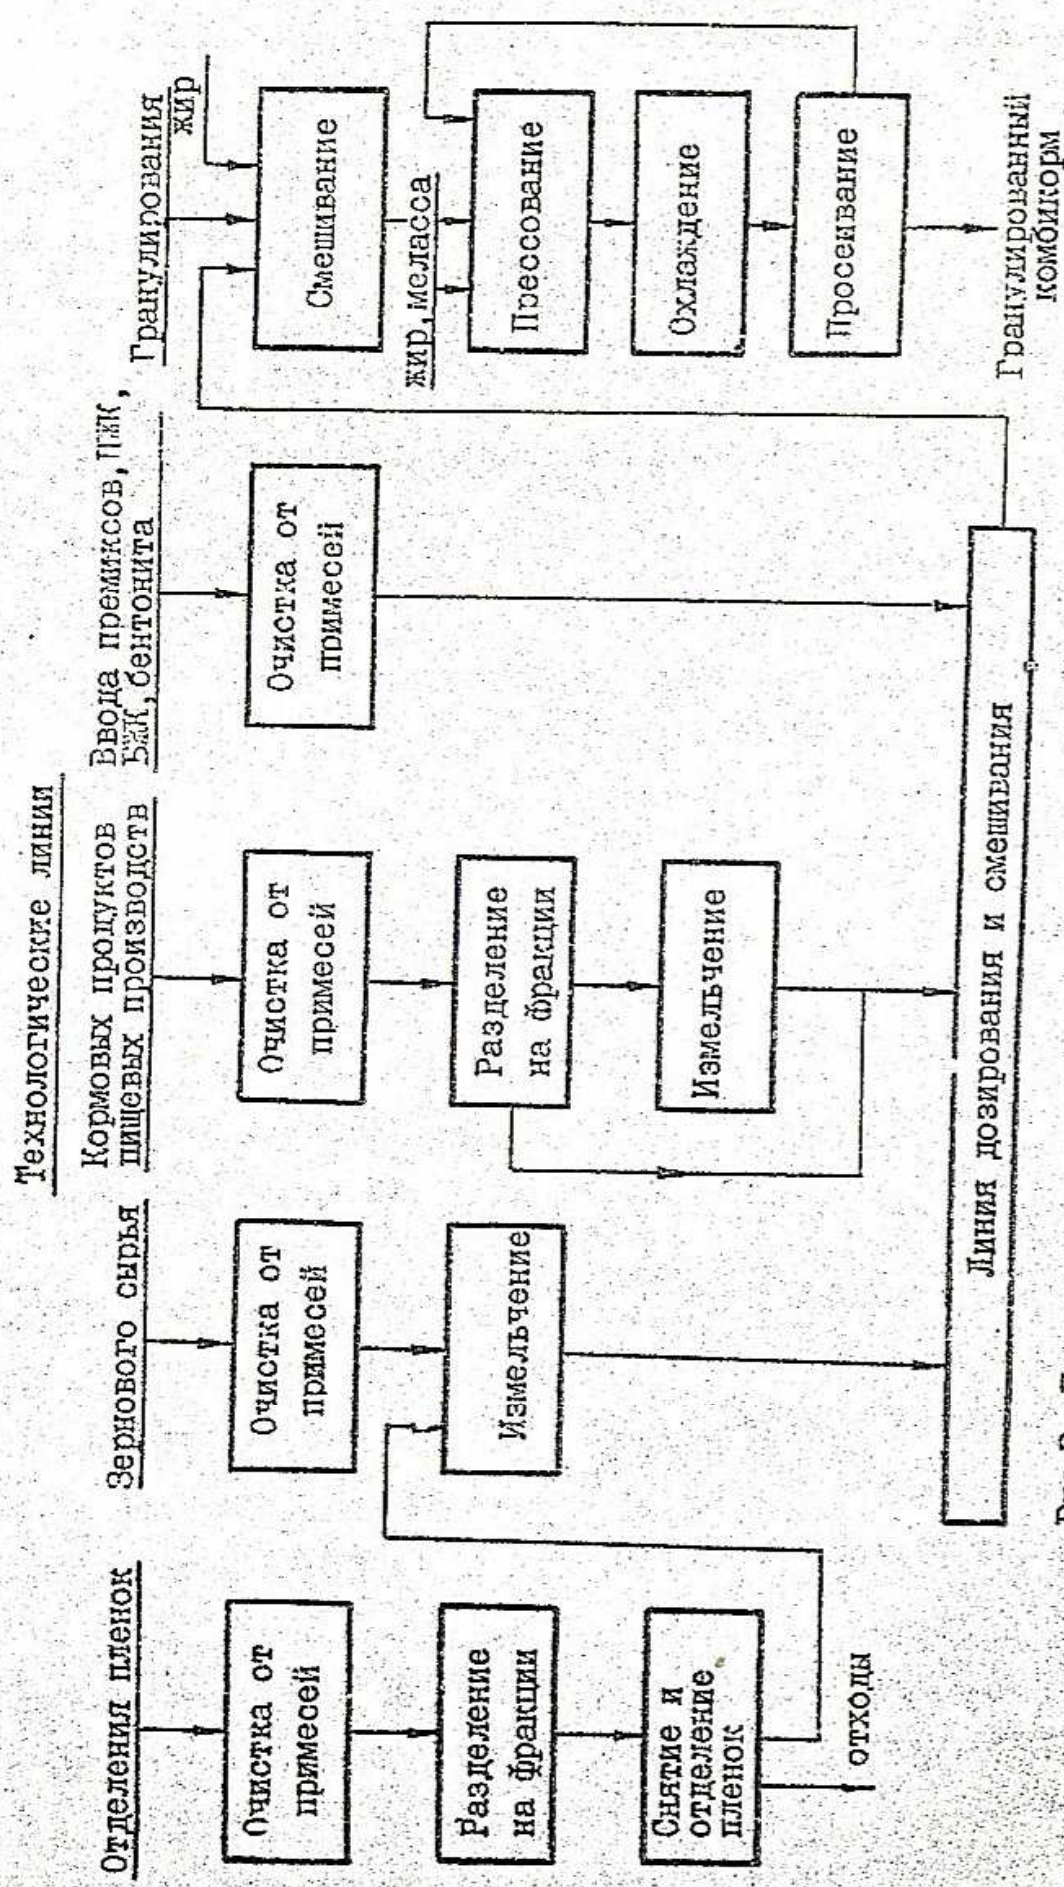 Технологические линии
Отделения пленок
Очистка от
примесей
Разделение
на фракции
Снятие и
отделение
пленок
отходы
Зернового сырья
Очистка от
примесей
Измельчение
Кормовых продуктов
пищевых производств
Очистка от
примесей
Разделение
на фракции
Измельчение
Ввода премиксов,
бентонита
Очистка от
примесей
Линия дозирования и смешивания
Гранулирования
жир
Смешивание
жир, меласса
Прессование
Охлаждение
Просеивание
Гранулированный
комбикорм